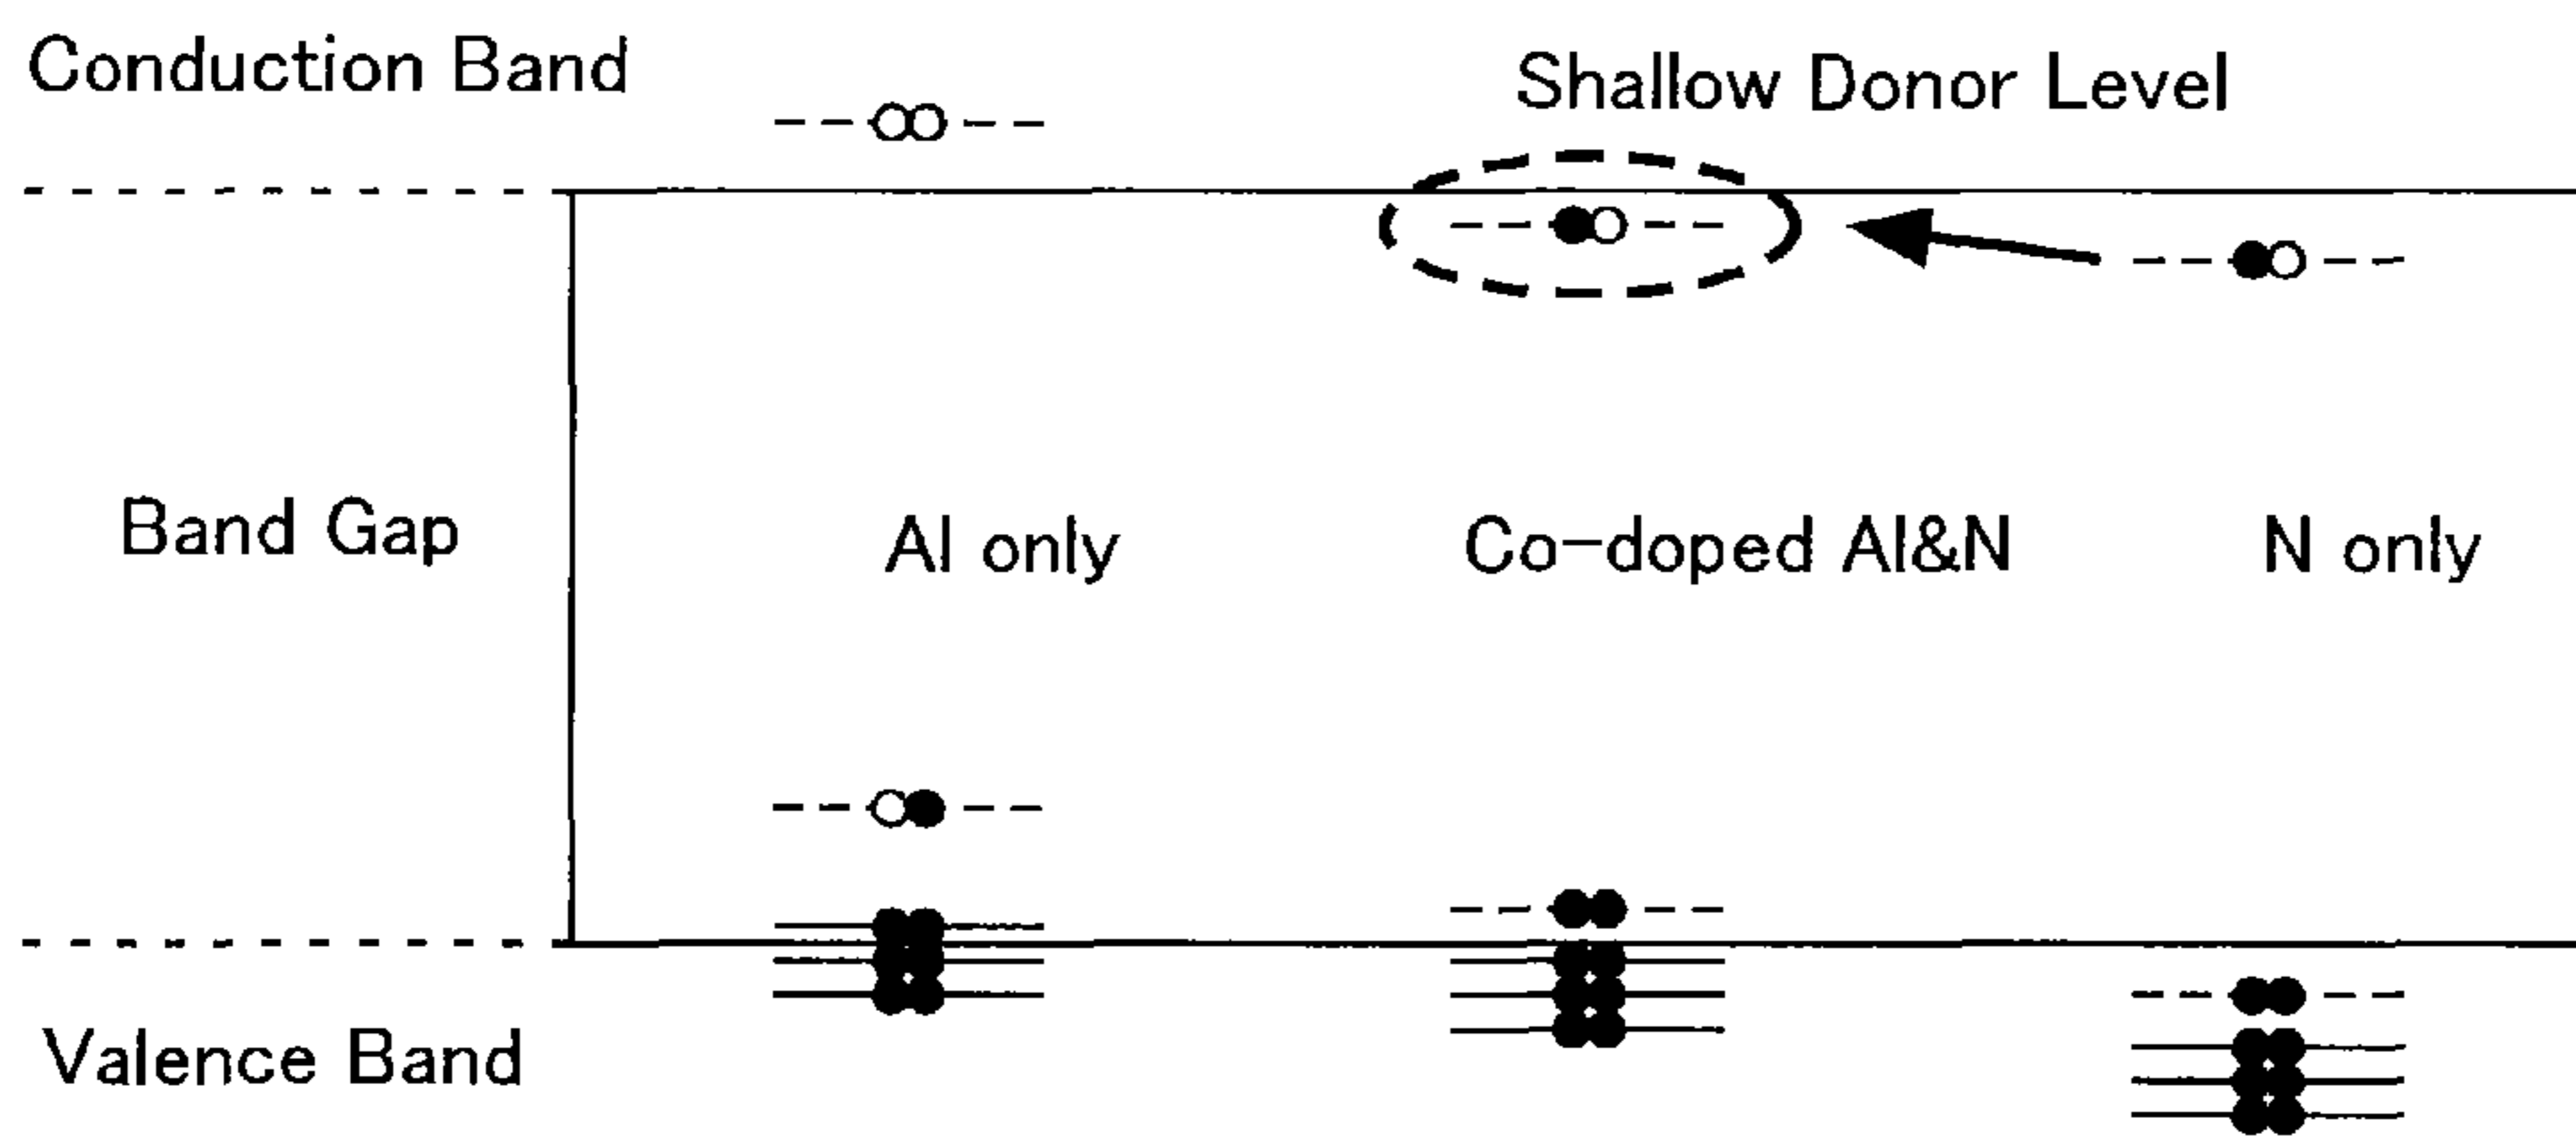 Conduction Band
Shallow Donor Level
Band Gap
Al only
Co-doped Al&N
N only
Valence Band